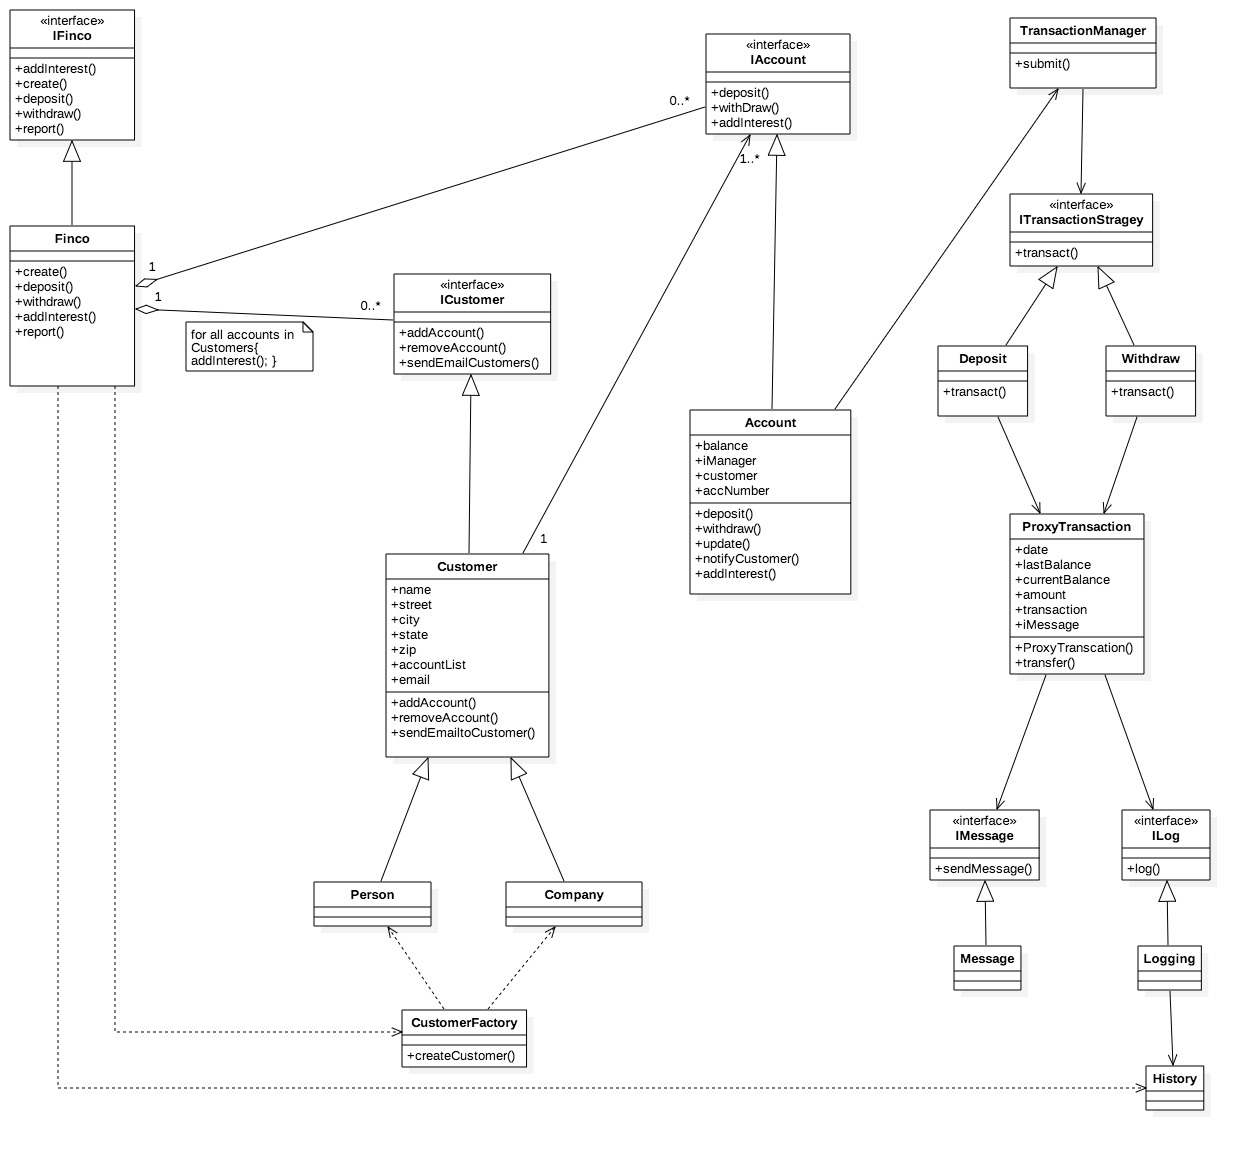 «interface»
IFinco
+addInterest()
+create()
+deposit()
+withdraw()
+report()
Finco
+create()
+deposit()
+withdraw()
+addInterest()
+report()
1
1
0..*
0..*
for all accounts in
Customers{
addInterest(); }
«interface»
ICustomer
+addAccount()
+removeAccount()
+sendEmailCustomers()
«interface»
IAccount
+deposit()
+withDraw()
+addInterest()
1..*
1
Customer
+name
+street
+city
+state
+zip
+accountList
+email
+addAccount()
+removeAccount()
+sendEmailtoCustomer()
Person
Company
CustomerFactory
+createCustomer()
Account
+balance
+iManager
+customer
+accNumber
+deposit()
+withdraw()
+update()
+notifyCustomer()
+addInterest()
TransactionManager
+submit()
«interface»
ITransactionStragey
+transact()
Deposit
+transact()
Withdraw
+transact()
ProxyTransaction
+date
+lastBalance
+currentBalance
+amount
+transaction
+iMessage
+ProxyTranscation()
+transfer()
«interface»
IMessage
+sendMessage()
«interface»
ILog
+log()
Message
Logging
History